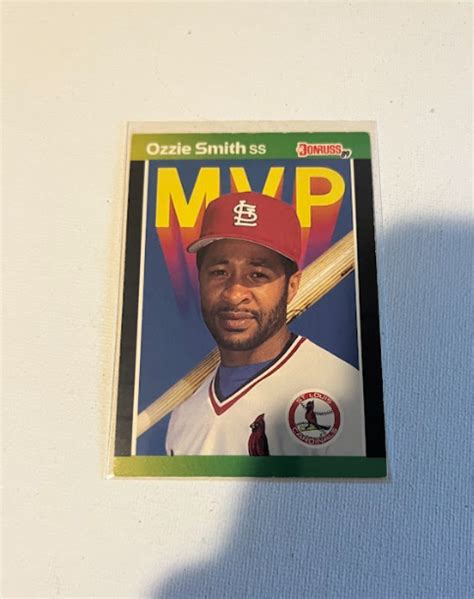 Ozzie Smith SS DONRUSS 89
MVP
STL
ST. LOUIS
CARDINALS